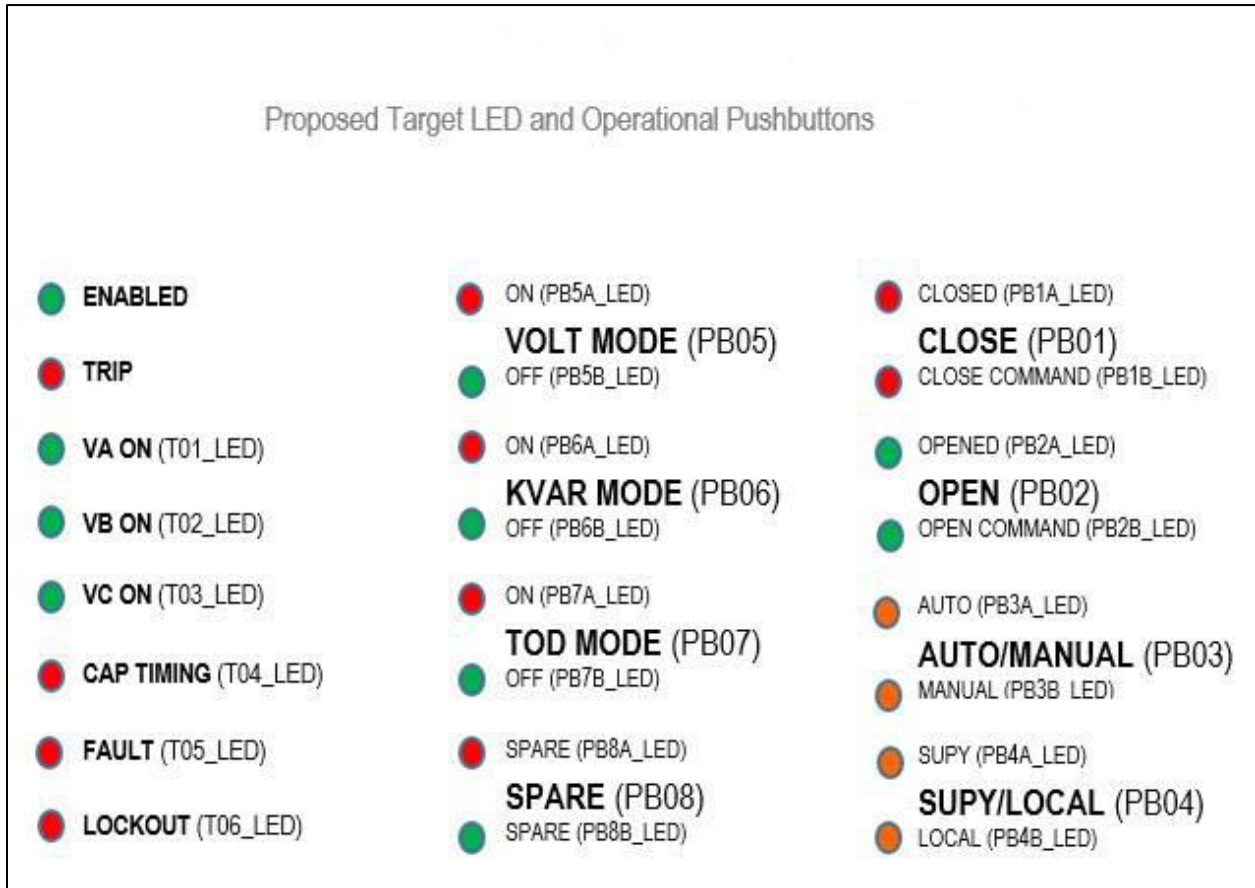 Proposed Target LED and Operational Pushbuttons
ENABLED
TRIP
VA ON (T01_LED)
VB ON (T02_LED)
VC ON (T03_LED)
CAP TIMING (T04_LED)
FAULT (T05_LED)
LOCKOUT (T06_LED)
ON (PB5A_LED)
VOLT MODE (PB05)
OFF (PB5B_LED)
ON (PB6A_LED)
KVAR MODE (PB06)
OFF (PB6B_LED)
ON (PB7A_LED)
TOD MODE (PB07)
OFF (PB7B_LED)
SPARE (PB8A_LED)
SPARE (PB08)
SPARE (PB8B_LED)
CLOSED (PB1A_LED)
CLOSE (PB01)
CLOSE COMMAND (PB1B_LED)
OPENED (PB2A_LED)
OPEN (PB02)
OPEN COMMAND (PB2B_LED)
AUTO (PB3A_LED)
AUTO/MANUAL (PB03)
MANUAL (PB3B_LED)
SUPY (PB4A_LED)
SUPY/LOCAL (PB04)
LOCAL (PB4B_LED)